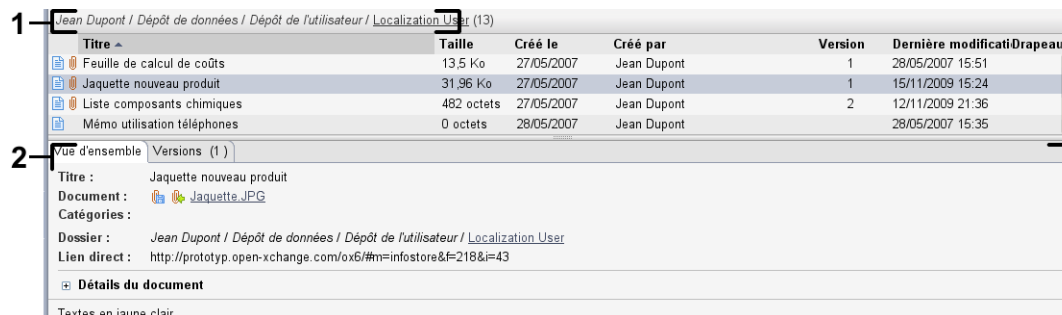 1
Jean Dupont / Dépôt de données / Dépôt de l'utilisateur / Localization User (13)
Titre Taille Créé le Créé par Version Dernière modificati Drapeau
Feuille de calcul de coûts 13,5 Ko 27/05/2007 Jean Dupont 1 28/05/2007 15:51
Jaquette nouveau produit 31,96 Ko 27/05/2007 Jean Dupont 1 15/11/2009 15:24
Liste composants chimiques 482 octets 27/05/2007 Jean Dupont 2 12/11/2009 21:36
Mémo utilisation téléphones 0 octets 28/05/2007 Jean Dupont 28/05/2007 15:35
2
Vue d'ensemble Versions (1)
Titre : Jaquette nouveau produit
Document : Jaquette.JPG
Catégories :
Dossier : Jean Dupont / Dépôt de données / Dépôt de l'utilisateur / Localization User
Lien direct : http://prototyp.open-xchange.com/ox6/#m=infostore&f=218&i=43
Détails du document
Textes en jaune clair